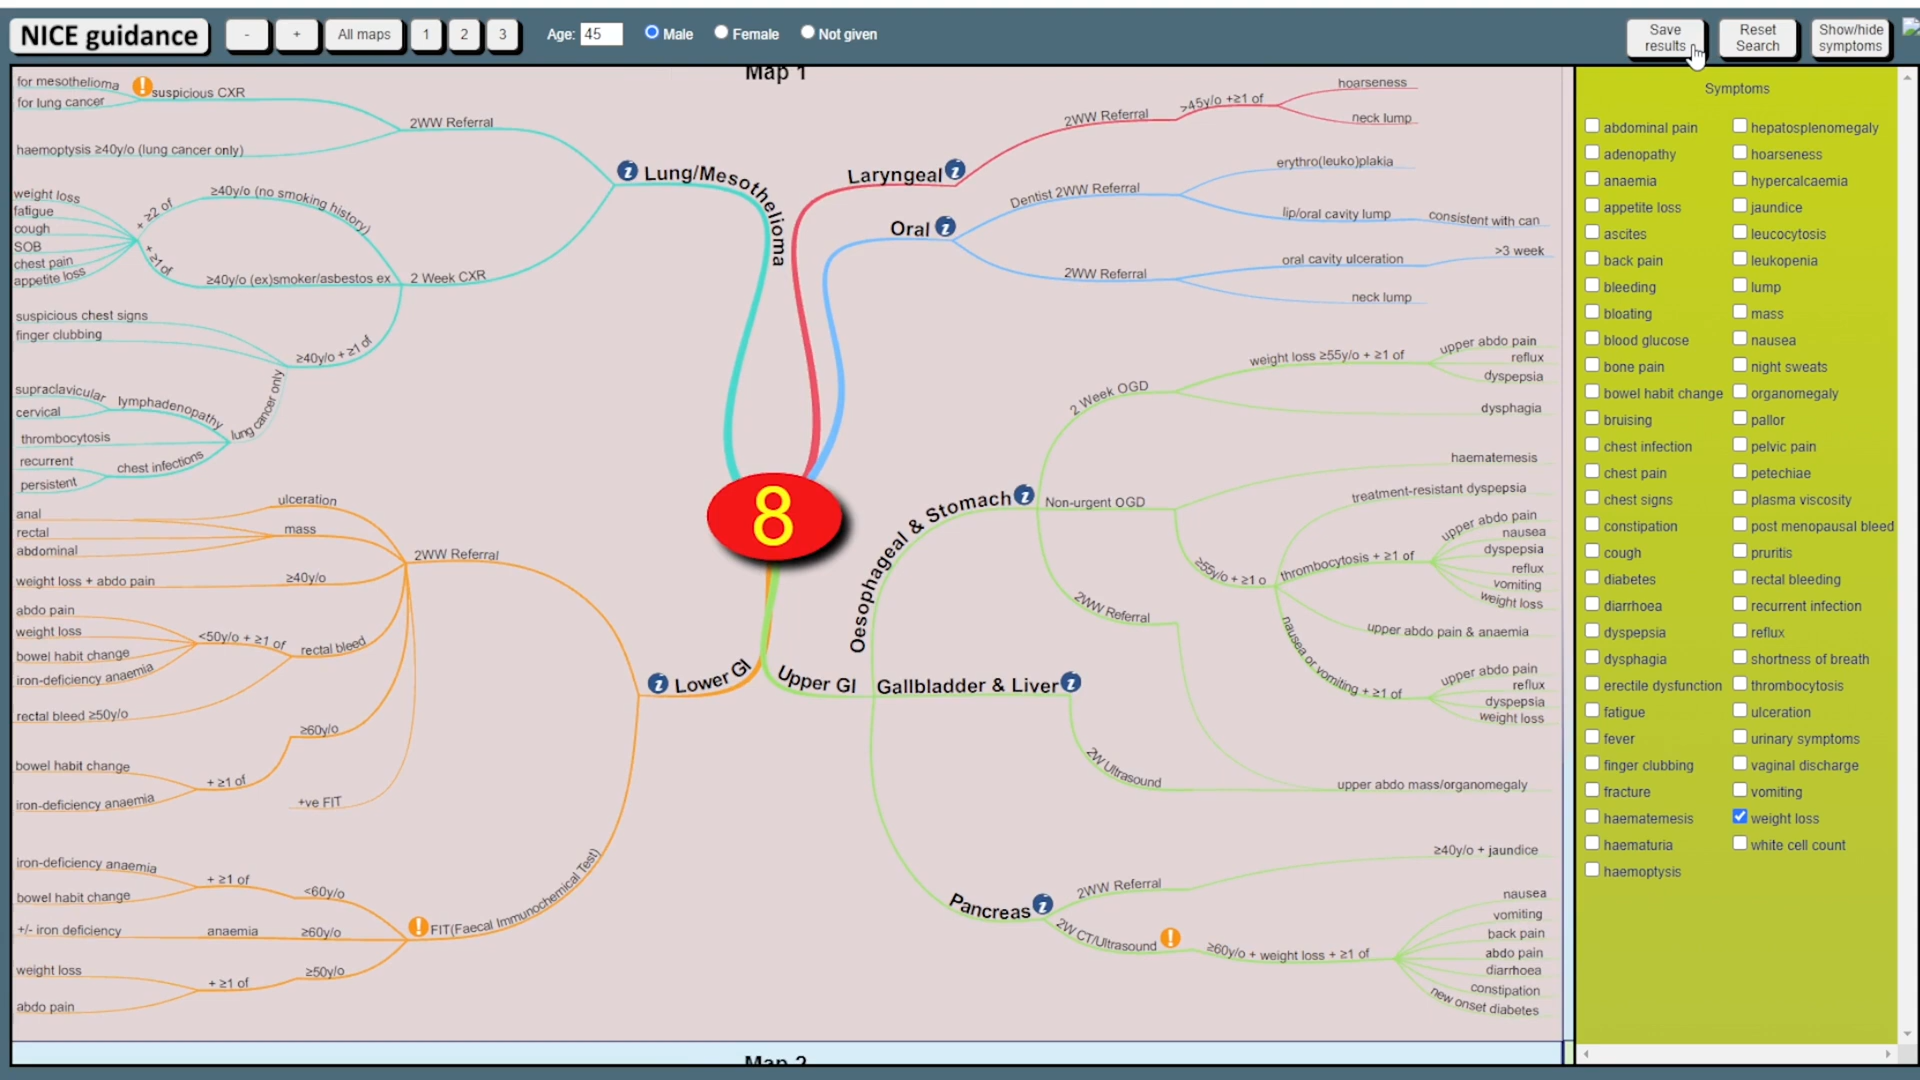 NICE guidance
-
+
All maps
1
2
3
Age: 45
Male
Female
Not given
Save results
Reset Search
Show/hide symptoms
Map 1
for mesothelioma
for lung cancer
suspicious CXR
2WW Referral
haemoptysis ≥40y/o (lung cancer only)
Lung/Mesothelioma
weight loss
fatigue
cough
SOB
chest pain
appetite loss
+ ≥2 of
≥40y/o (no smoking history)
+ ≥1 of
≥40y/o (ex)smoker/asbestos ex
2 Week CXR
suspicious chest signs
finger clubbing
≥40y/o + ≥1 of
supraclavicular
cervical
lymphadenopathy
thrombocytosis
lung cancer only
recurrent
persistent
chest infections
Laryngeal
2WW Referral
>45y/o +≥1 of
hoarseness
neck lump
Oral
Dentist 2WW Referral
erythro(leuko)plakia
lip/oral cavity lump
consistent with can
2WW Referral
oral cavity ulceration
>3 week
neck lump
8
anal
rectal
abdominal
ulceration
mass
2WW Referral
weight loss + abdo pain
≥40y/o
abdo pain
weight loss
bowel habit change
iron-deficiency anaemia
<50y/o + ≥1 of
rectal bleed
rectal bleed ≥50y/o
≥60y/o
bowel habit change
iron-deficiency anaemia
+ ≥1 of
+ve FIT
Lower GI
iron-deficiency anaemia
bowel habit change
+ ≥1 of
<60y/o
+/- iron deficiency
anaemia
≥60y/o
FIT(Faecal Immunochemical Test)
weight loss
abdo pain
+ ≥1 of
≥50y/o
Upper GI
Oesophageal & Stomach
2 Week OGD
weight loss ≥55y/o + ≥1 of
upper abdo pain
reflux
dyspepsia
dysphagia
Non-urgent OGD
haematemesis
treatment-resistant dyspepsia
≥55y/o + ≥1 o
thrombocytosis + ≥1 of
upper abdo pain
nausea
dyspepsia
reflux
vomiting
weight loss
upper abdo pain & anaemia
nausea or vomiting + ≥1 of
upper abdo pain
reflux
dyspepsia
weight loss
2WW Referral
Gallbladder & Liver
2W Ultrasound
upper abdo mass/organomegaly
Pancreas
2WW Referral
≥40y/o + jaundice
2W CT/Ultrasound
≥60y/o + weight loss + ≥1 of
nausea
vomiting
back pain
abdo pain
diarrhoea
constipation
new onset diabetes
Map 2
Symptoms
abdominal pain
adenopathy
anaemia
appetite loss
ascites
back pain
bleeding
bloating
blood glucose
bone pain
bowel habit change
bruising
chest infection
chest pain
chest signs
constipation
cough
diabetes
diarrhoea
dyspepsia
dysphagia
erectile dysfunction
fatigue
fever
finger clubbing
fracture
haematemesis
haematuria
haemoptysis
hepatosplenomegaly
hoarseness
hypercalcaemia
jaundice
leucocytosis
leukopenia
lump
mass
nausea
night sweats
organomegaly
pallor
pelvic pain
petechiae
plasma viscosity
post menopausal bleed
pruritis
rectal bleeding
recurrent infection
reflux
shortness of breath
thrombocytosis
ulceration
urinary symptoms
vaginal discharge
vomiting
weight loss
white cell count